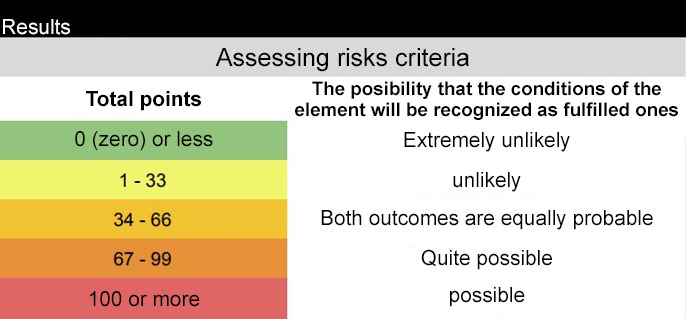 Results
Assessing risks criteria
Total points
The posibility that the conditions of the
element will be recognized as fulfilled ones
0 (zero) or less
Extremely unlikely
1 - 33
unlikely
34 - 66
Both outcomes are equally probable
67 - 99
Quite possible
100 or more
possible